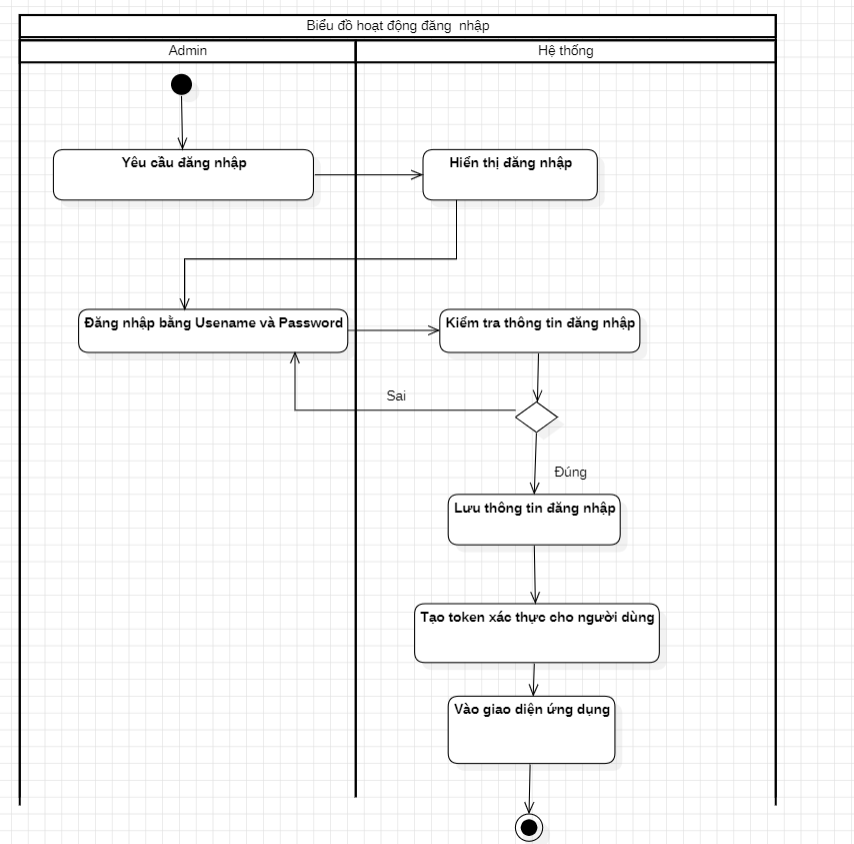 Biểu đồ hoạt động đăng nhập
Admin
Hệ thống
Yêu cầu đăng nhập
Hiển thị đăng nhập
Đăng nhập bằng Usename và Password
Kiểm tra thông tin đăng nhập
Sai
Đúng
Lưu thông tin đăng nhập
Tạo token xác thực cho người dùng
Vào giao diện ứng dụng